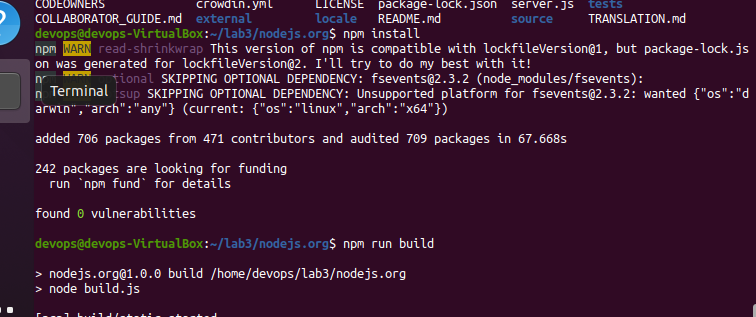 CODEOWNERS crowdin.yml LICENSE package-lock.json server.js tests
COLLABORATOR_GUIDE.md external locale README.md source TRANSLATION.md
devops@devops-VirtualBox:~/lab3/nodejs.org$ npm install
npm WARN read-shrinkwrap This version of npm is compatible with lockfileVersion@1, but package-lock.js
on was generated for lockfileVersion@2. I'll try to do my best with it!
SKIPPING OPTIONAL DEPENDENCY: fsevents@2.3.2 (node_modules/fsevents):
Terminal
SKIPPING OPTIONAL DEPENDENCY: Unsupported platform for fsevents@2.3.2: wanted {"os":"d
arwin","arch":"any"} (current: {"os":"linux","arch":"x64"})
added 706 packages from 471 contributors and audited 709 packages in 67.668s
242 packages are looking for funding
run `npm fund` for details
found 0 vulnerabilities
devops@devops-VirtualBox:~/lab3/nodejs.org$ npm run build
> nodejs.org@1.0.0 build /home/devops/lab3/nodejs.org
> node build.js
build/static started